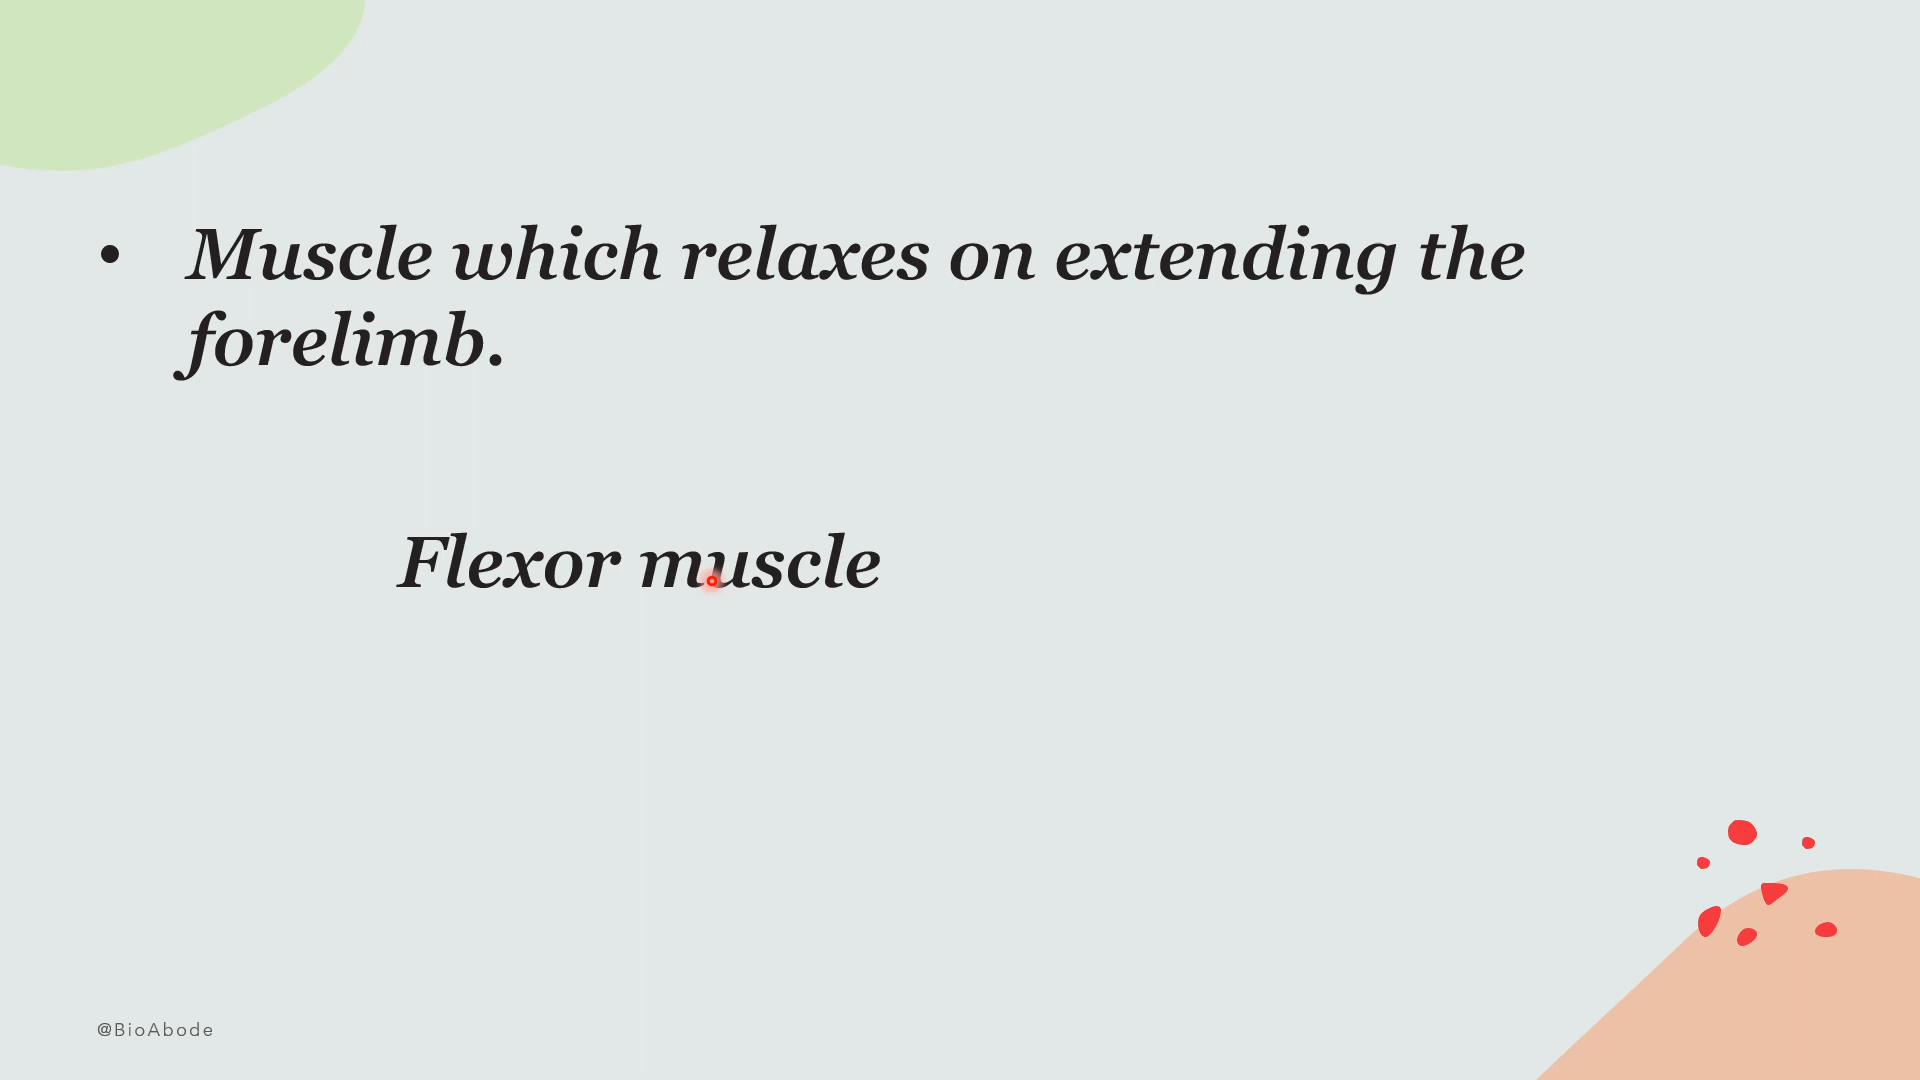 • Muscle which relaxes on extending the
forelimb.
Flexor muscle
@BioAbode